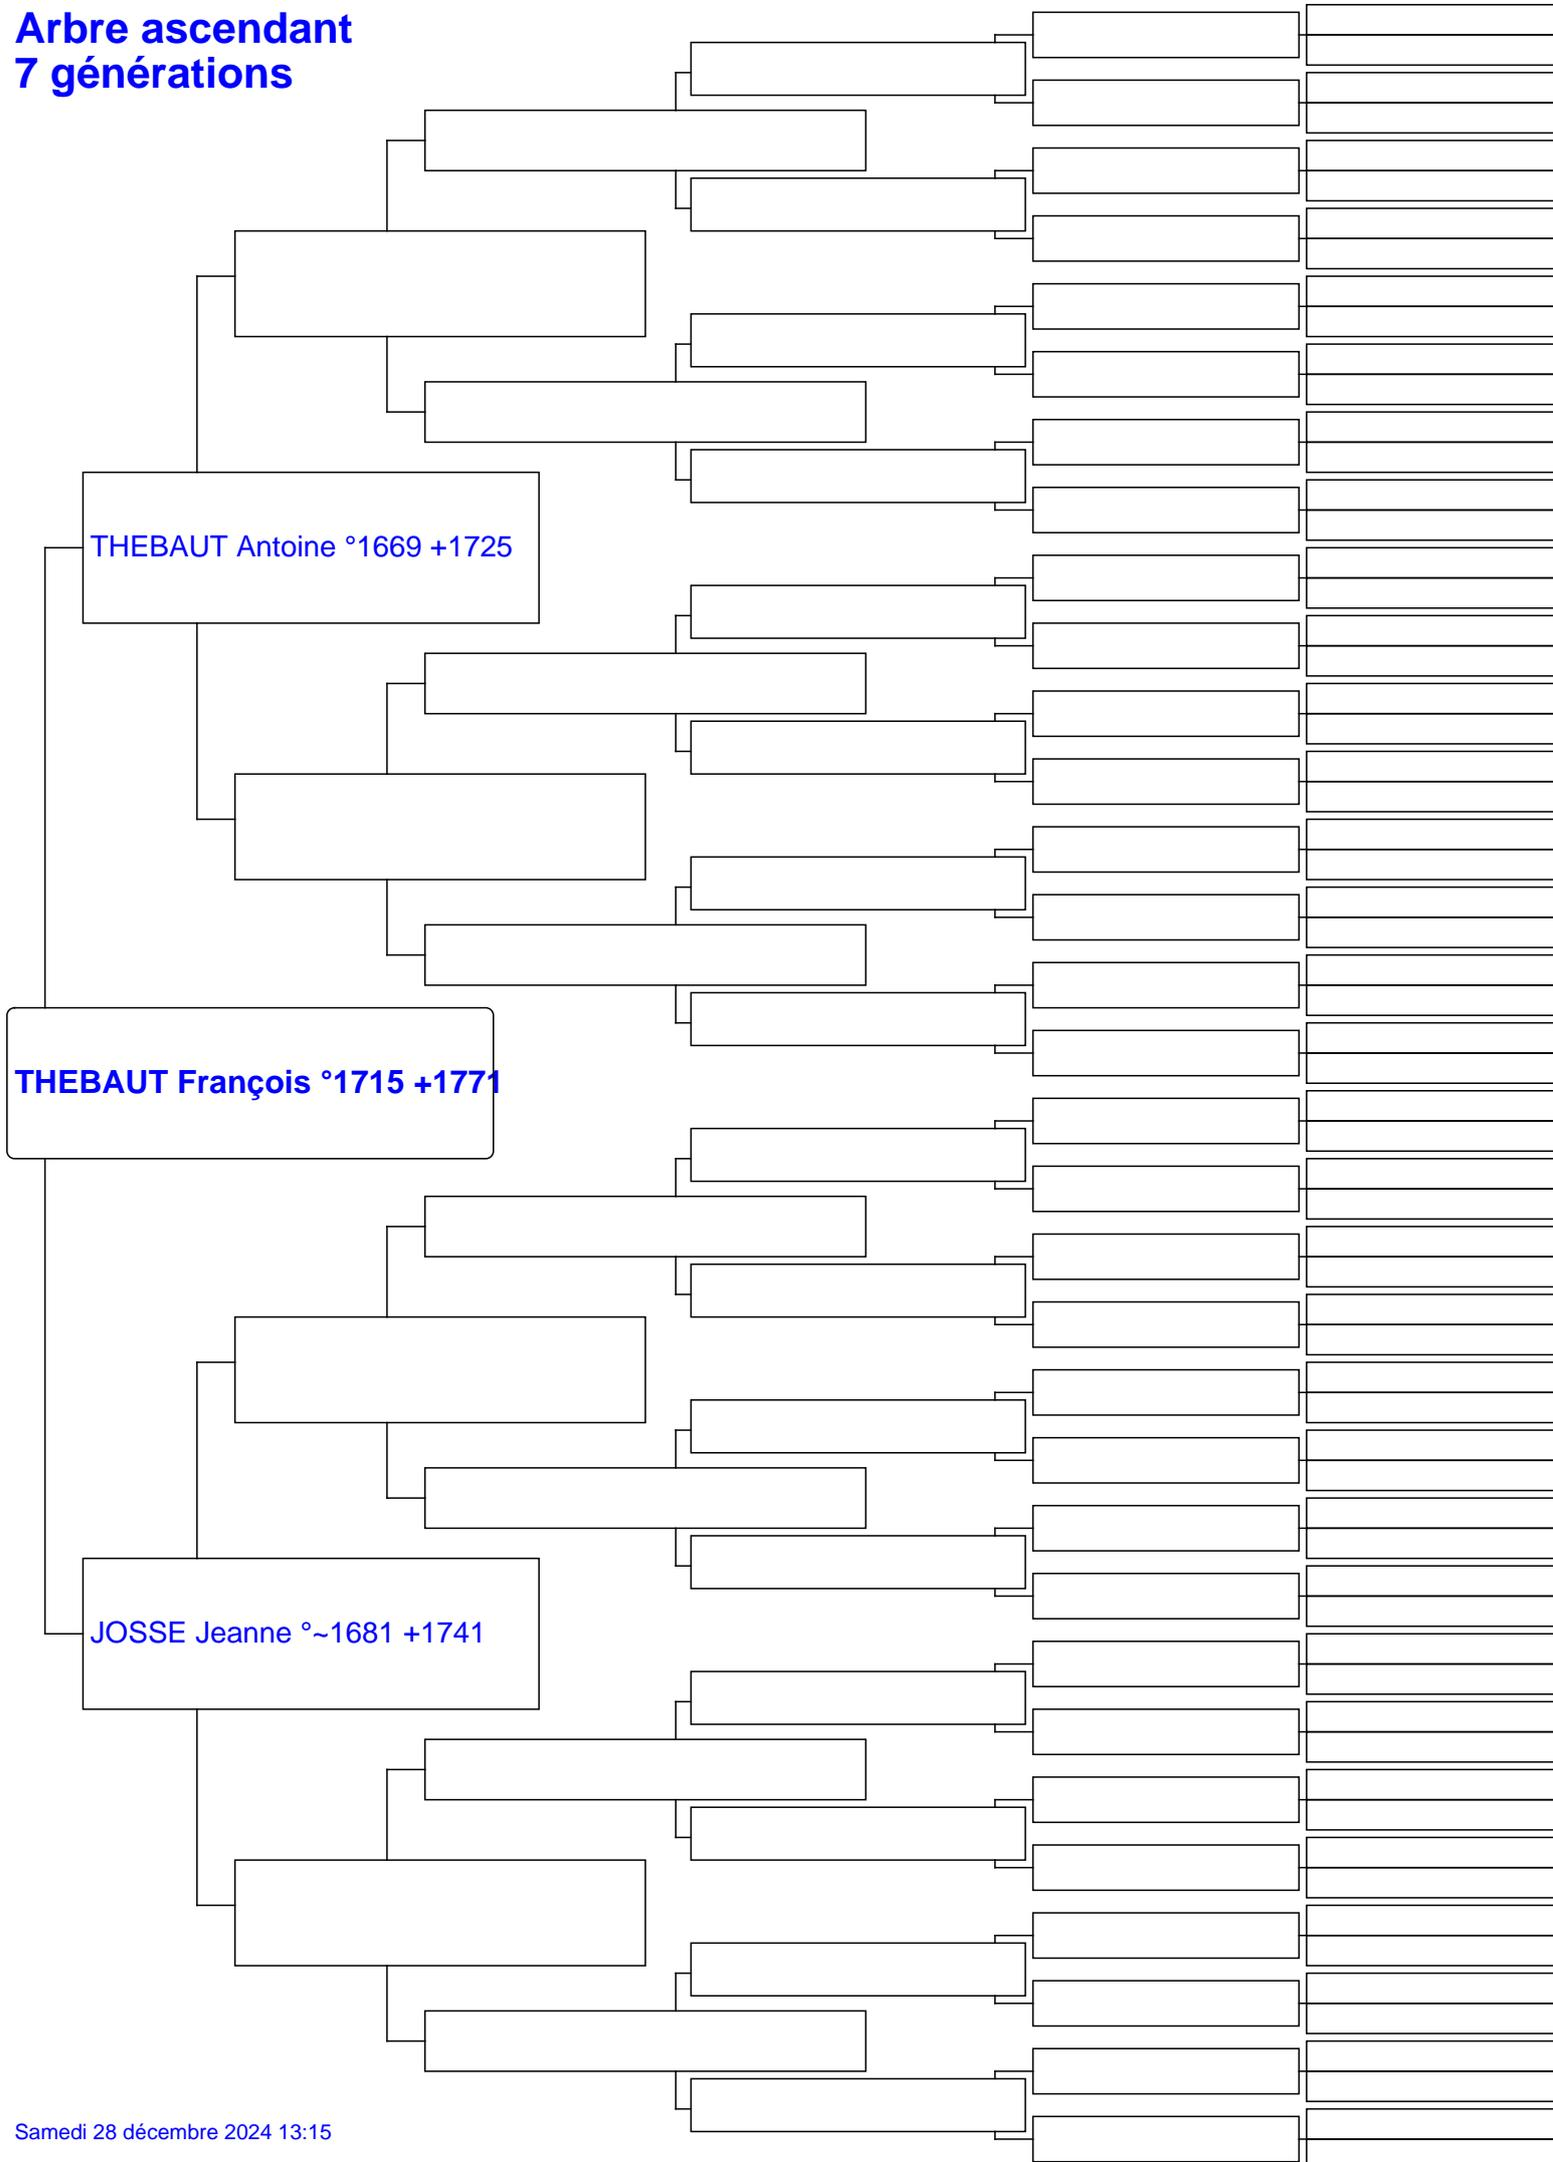 Arbre ascendant
7 générations
THEBAUT Antoine °1669 +1725
THEBAUT François °1715 +1771
JOSSE Jeanne °~1681 +1741
Samedi 28 décembre 2024 13:15